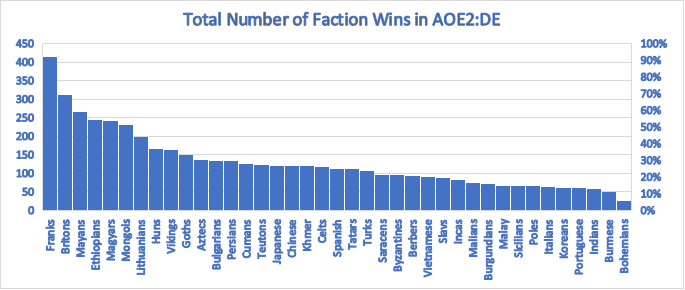 Total Number of Faction Wins in AOE2:DE
450
400
350
300
250
200
150
100
50
0
100%
90%
80%
70%
60%
50%
40%
30%
20%
10%
0%
Franks
Britons
Mayans
Ethiopians
Magyars
Mongols
Lithuanians
Huns
Vikings
Goths
Aztecs
Bulgarians
Persians
Cumans
Teutons
Japanese
Chinese
Khmer
Celts
Spanish
Tatars
Turks
Saracens
Byzantines
Berbers
Vietnamese
Slavs
Incas
Malians
Burgundians
Malay
Sicilians
Poles
Italians
Koreans
Portuguese
Indians
Burmese
Bohemians